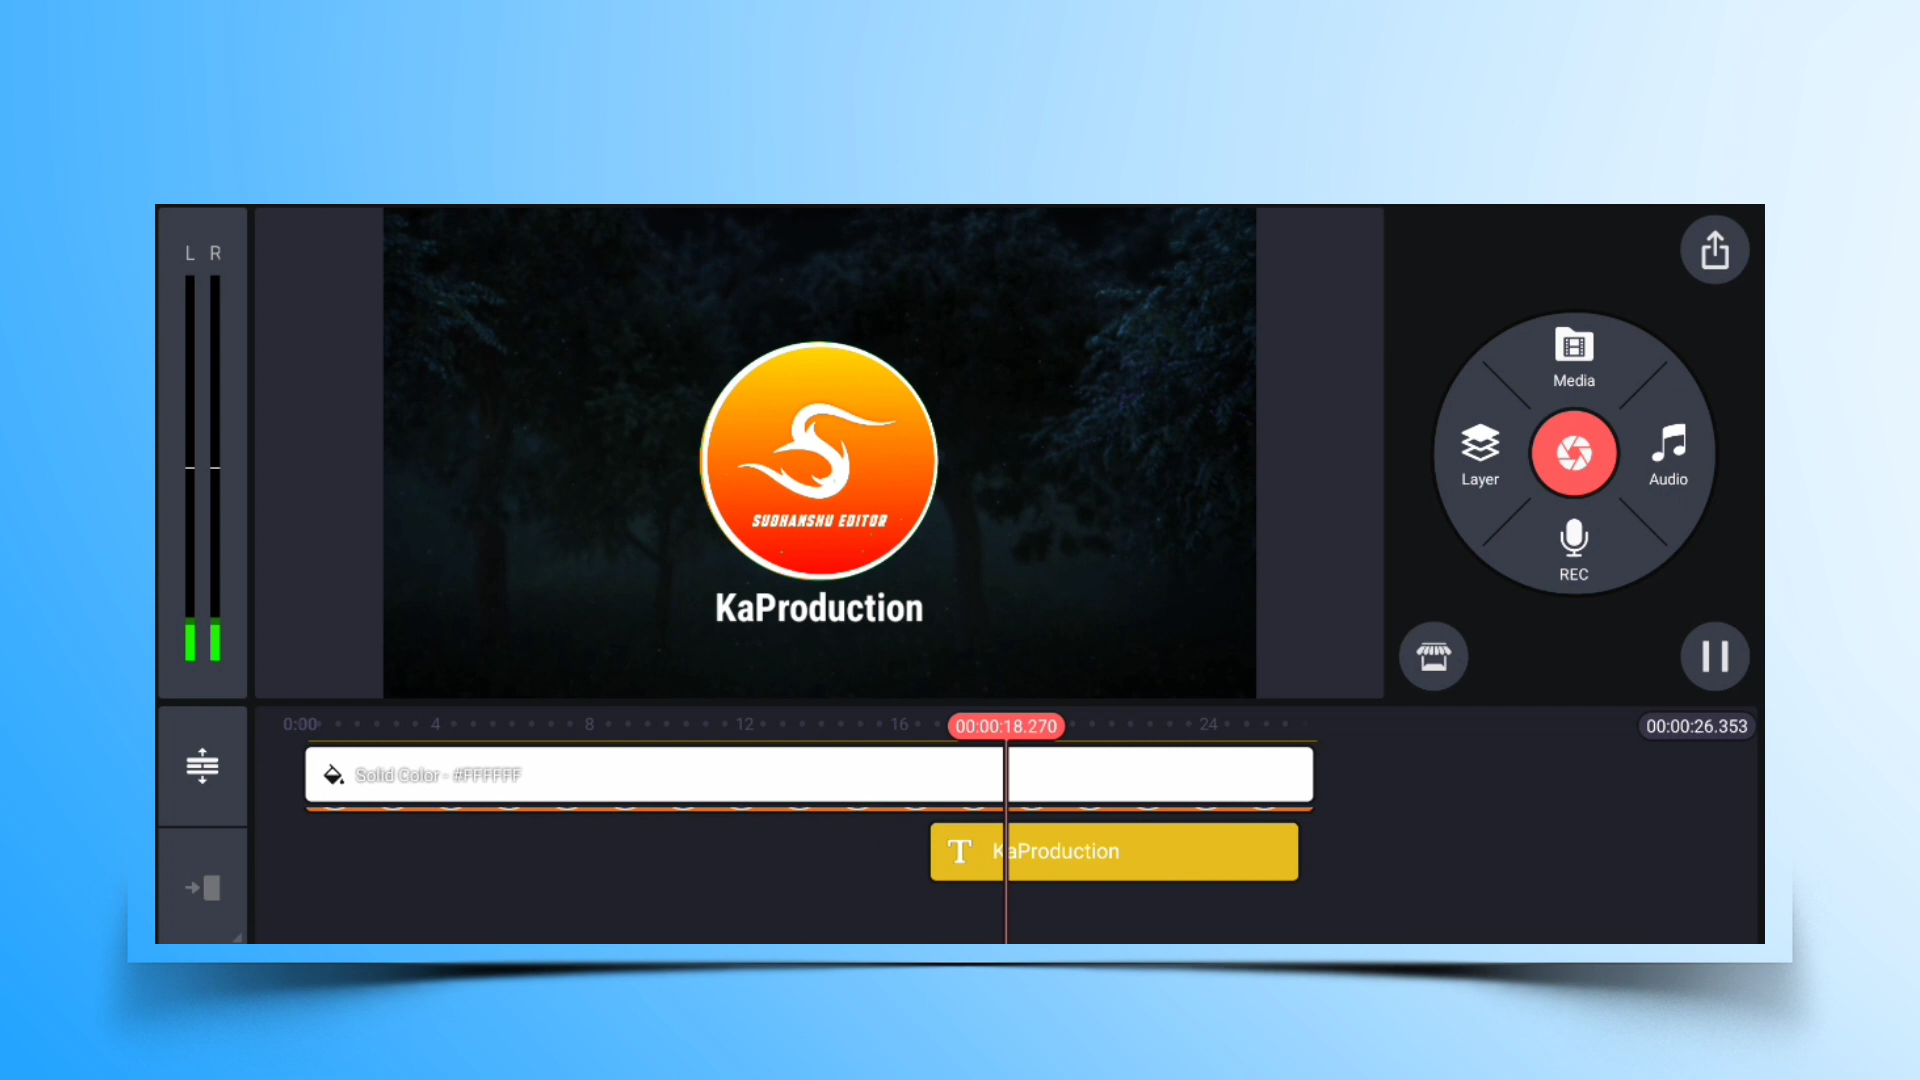 L R
Media
Layer
Audio
REC
SUDHANSHU EDITOR
KaProduction
0:00 4 8 12 16 00:00:18.270 24 00:00:26.353
Solid Color - #FFFFFF
KaProduction